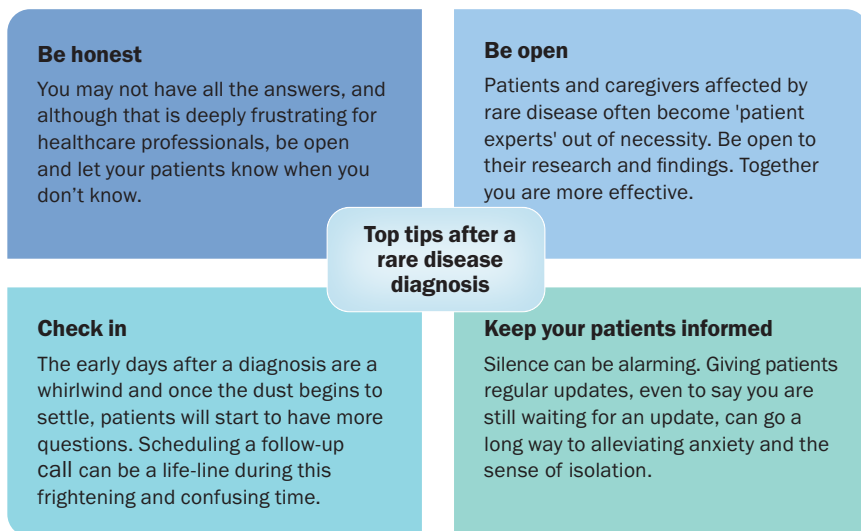 Be honest
You may not have all the answers, and
although that is deeply frustrating for
healthcare professionals, be open
and let your patients know when you
don’t know.
Be open
Patients and caregivers affected by
rare disease often become 'patient
experts' out of necessity. Be open to
their research and findings. Together
you are more effective.
Top tips after a
rare disease
diagnosis
Check in
The early days after a diagnosis are a
whirlwind and once the dust begins to
settle, patients will start to have more
questions. Scheduling a follow-up
call can be a life-line during this
frightening and confusing time.
Keep your patients informed
Silence can be alarming. Giving patients
regular updates, even to say you are
still waiting for an update, can go a
long way to alleviating anxiety and the
sense of isolation.